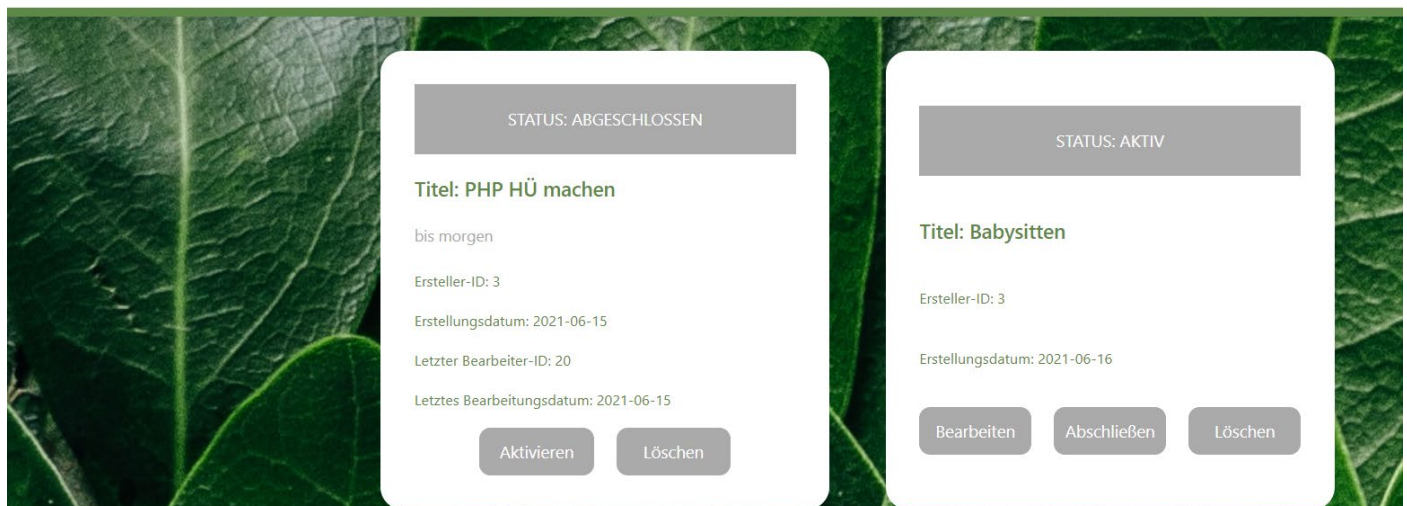 STATUS: ABGESCHLOSSEN
Titel: PHP HÜ machen
bis morgen
Ersteller-ID: 3
Erstellungsdatum: 2021-06-15
Letzter Bearbeiter-ID: 20
Letztes Bearbeitungsdatum: 2021-06-15
Aktivieren Löschen
STATUS: AKTIV
Titel: Babysitten
Ersteller-ID: 3
Erstellungsdatum: 2021-06-16
Bearbeiten Abschließen Löschen